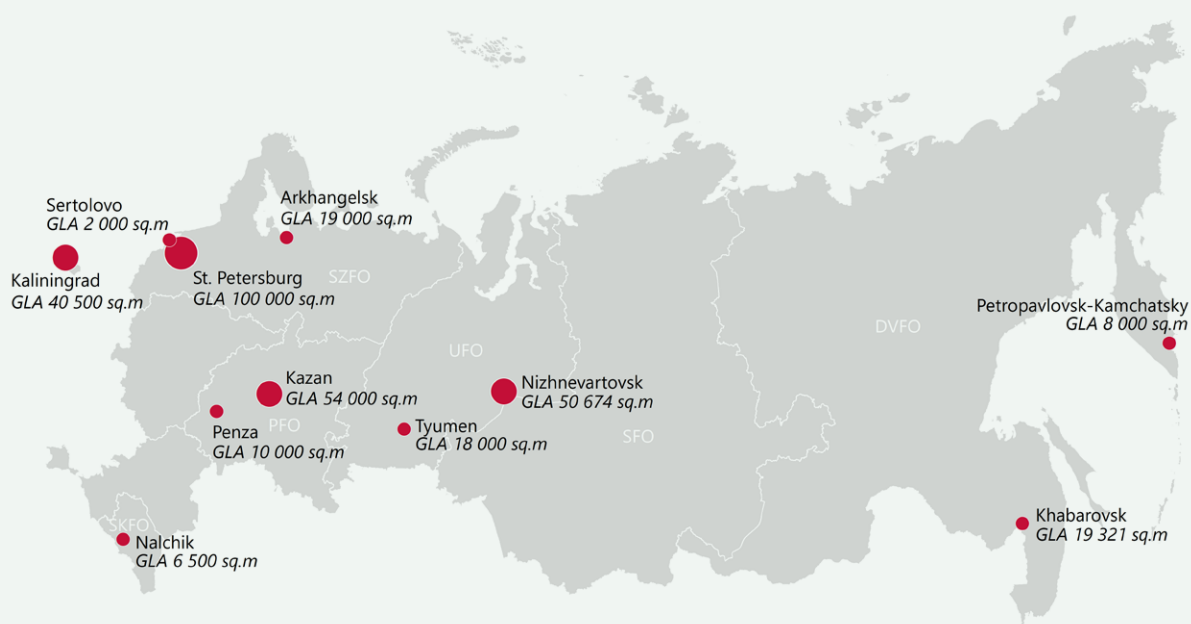 Sertolovo
GLA 2 000 sq.m
Arkhangelsk
GLA 19 000 sq.m
Kaliningrad
GLA 40 500 sq.m
St. Petersburg
GLA 100 000 sq.m
SZFO
Petropavlovsk-Kamchatsky
GLA 8 000 sq.m
DVFO
UFO
Kazan
GLA 54 000 sq.m
Nizhnevartovsk
GLA 50 674 sq.m
Penza
GLA 10 000 sq.m
PFO
Tyumen
GLA 18 000 sq.m
SFO
SKFO
Nalchik
GLA 6 500 sq.m
Khabarovsk
GLA 19 321 sq.m